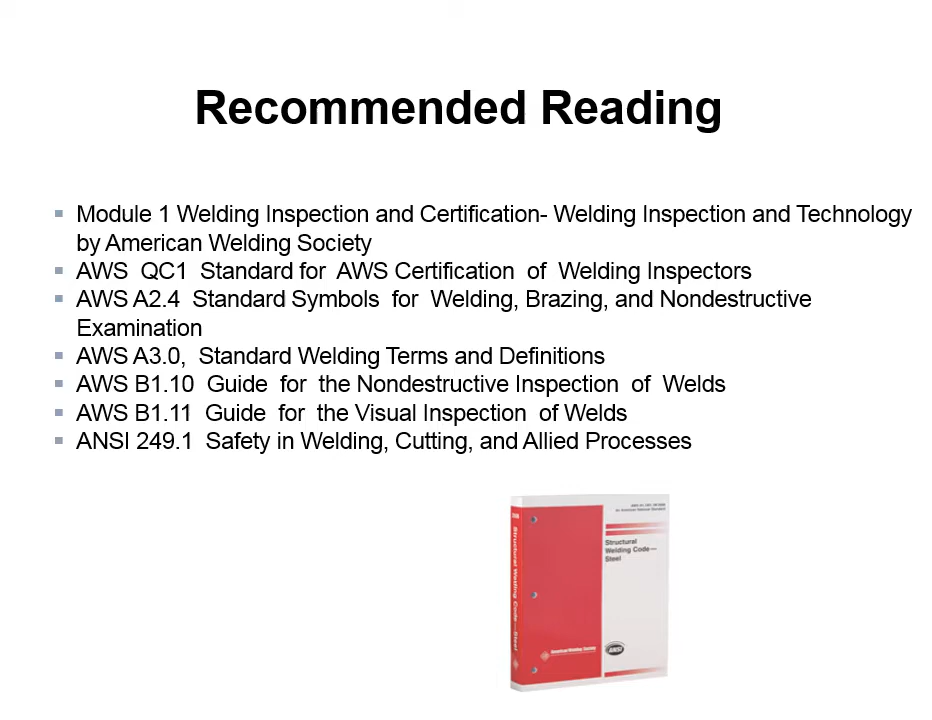 Recommended Reading
Module 1 Welding Inspection and Certification- Welding Inspection and Technology
by American Welding Society
AWS QC1 Standard for AWS Certification of Welding Inspectors
AWS A2.4 Standard Symbols for Welding, Brazing, and Nondestructive
Examination
AWS A3.0, Standard Welding Terms and Definitions
AWS B1.10 Guide for the Nondestructive Inspection of Welds
AWS B1.11 Guide for the Visual Inspection of Welds
ANSI 249.1 Safety in Welding, Cutting, and Allied Processes
Structural Welding Code—Steel
Structural
Welding Code—
Steel
American Welding Society
ANSI